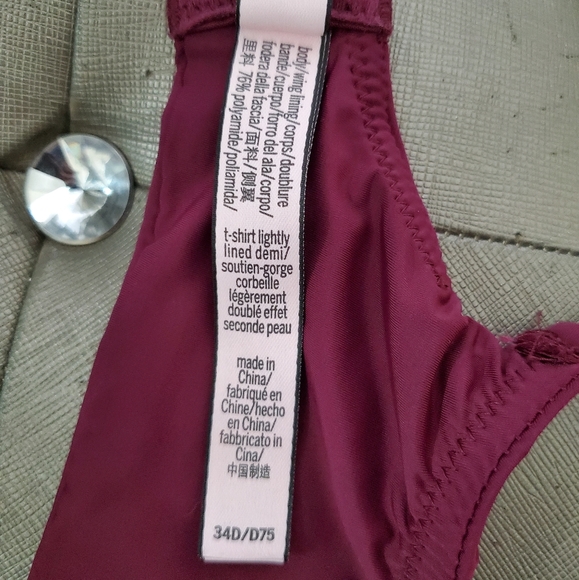 body/wing lining/corps/doublure
bande/cuerpo/forro del ala/corpo/
fodera della fascia/面料/侧翼
里料 76% polyamide/poliamida/
t-shirt lightly
lined demi/
soutien-gorge
corbeille
légèrement
doublé effet
seconde peau
made in
China/
fabriqué en
Chine/hecho
en China/
fabbricato in
Cina/
中国制造
34D/D75